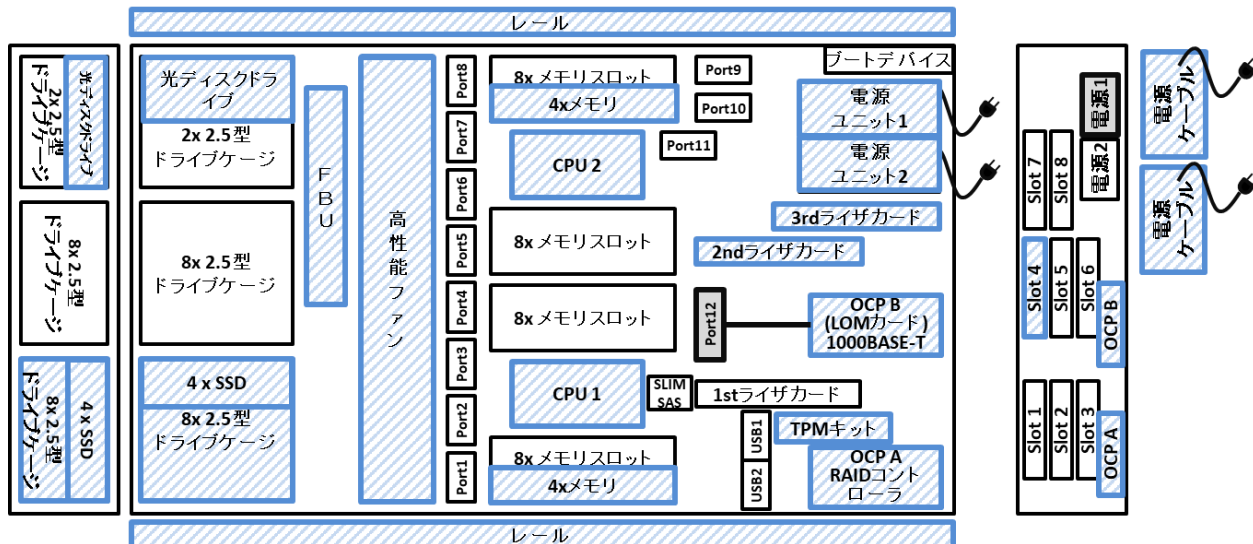 レール
光ディスクドライブ
2x 2.5型
ドライブケージ
8x 2.5型
ドライブケージ
4 x SSD
8x 2.5型
ドライブケージ
光ディスクドラ
イブ
2x 2.5型
ドライブケージ
8x 2.5型
ドライブケージ
4 x SSD
8x 2.5型
ドライブケージ
FBU
高性能ファン
Port8
Port7
Port6
Port5
Port4
Port3
Port2
Port1
8x メモリスロット
4xメモリ
CPU 2
8x メモリスロット
8x メモリスロット
CPU 1
8x メモリスロット
4xメモリ
Port9
Port10
Port11
Port12
SLIM
SAS
USB1
USB2
ブートデバイス
電源
ユニット1
電源
ユニット2
3rdライザカード
2ndライザカード
OCP B
(LOMカード)
1000BASE-T
1stライザカード
TPMキット
OCP A
RAIDコント
ローラ
電源1
電源2
Slot 7
Slot 8
Slot 4
Slot 5
Slot 6
OCP B
Slot 1
Slot 2
Slot 3
OCP A
電源
ケーブル
電源
ケーブル
レール